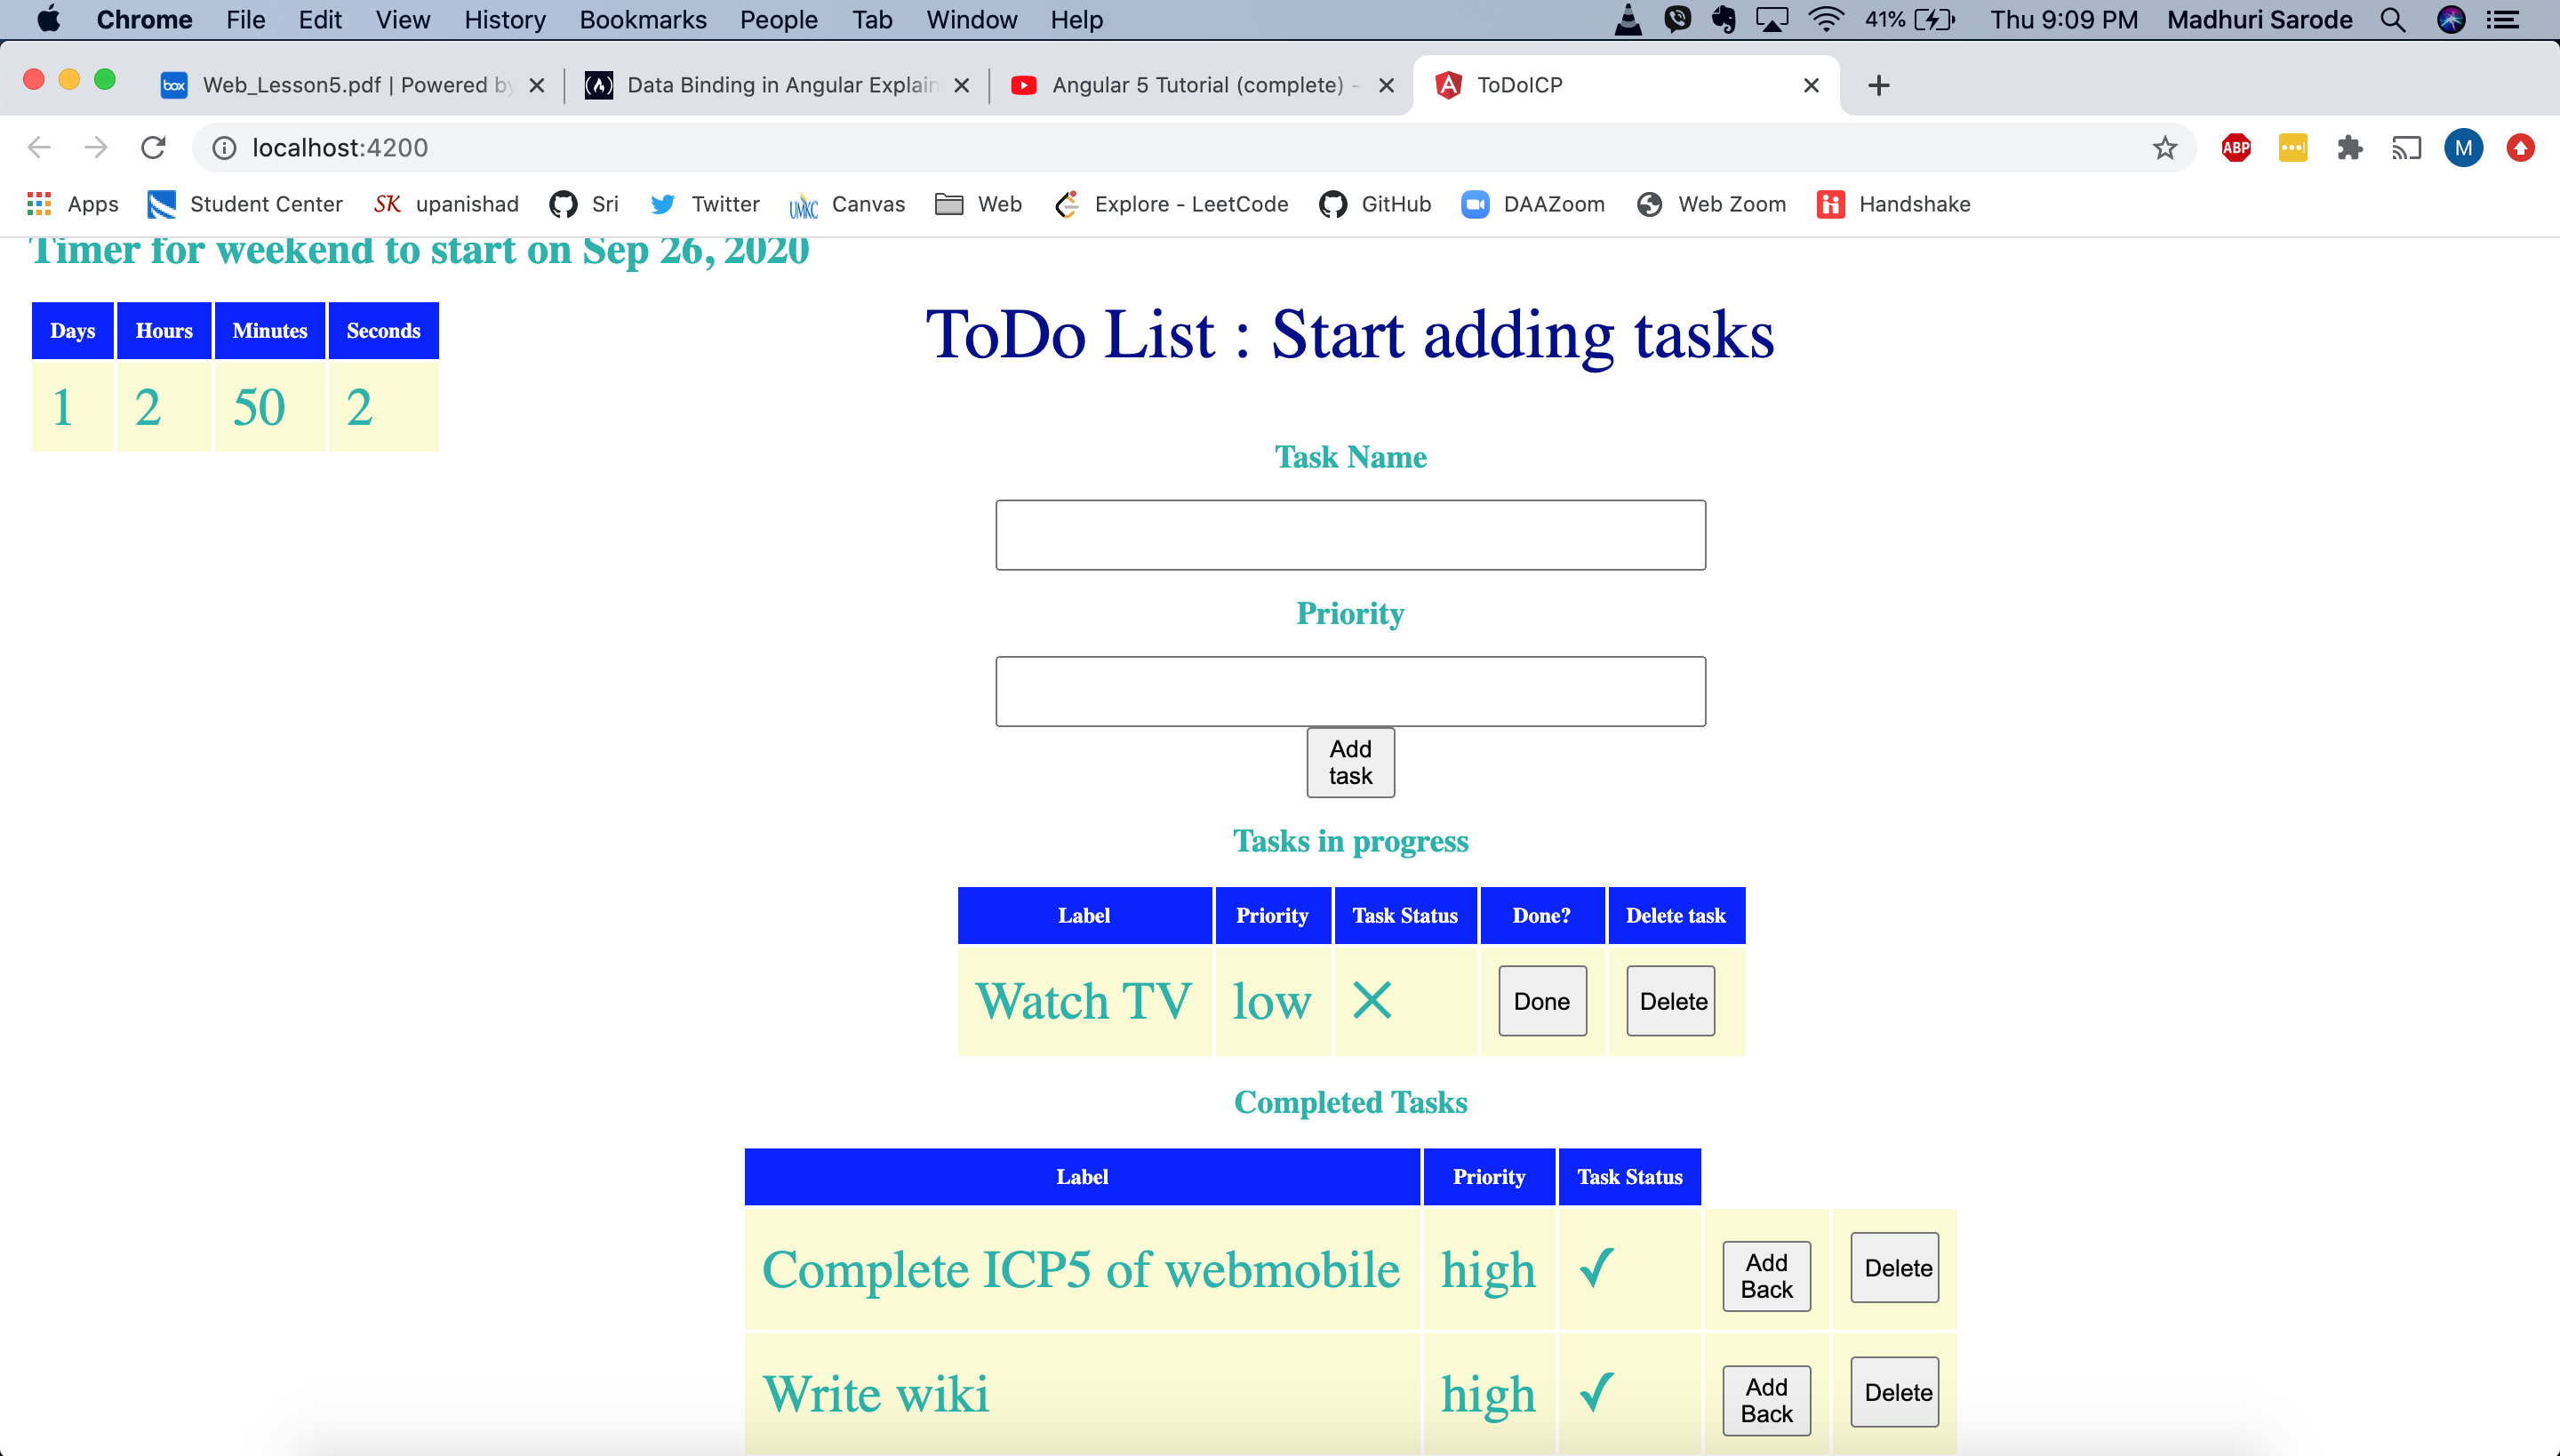 Chrome File Edit View History Bookmarks People Tab Window Help 41% Thu 9:09 PM Madhuri Sarode
box Web_Lesson5.pdf | Powered by Data Binding in Angular Explain Angular 5 Tutorial (complete) - ToDoICP
localhost:4200 ABP M
Apps Student Center SK upanishad Sri Twitter UMKC Canvas Web Explore - LeetCode GitHub DAAZoom Web Zoom Handshake
Timer for weekend to start on Sep 26, 2020
Days Hours Minutes Seconds
1 2 50 2
ToDo List : Start adding tasks
Task Name
Priority
Add
task
Tasks in progress
Label Priority Task Status Done? Delete task
Watch TV low ✕ Done Delete
Completed Tasks
Label Priority Task Status
Complete ICP5 of webmobile high ✓ Add Back Delete
Write wiki high ✓ Add Back Delete